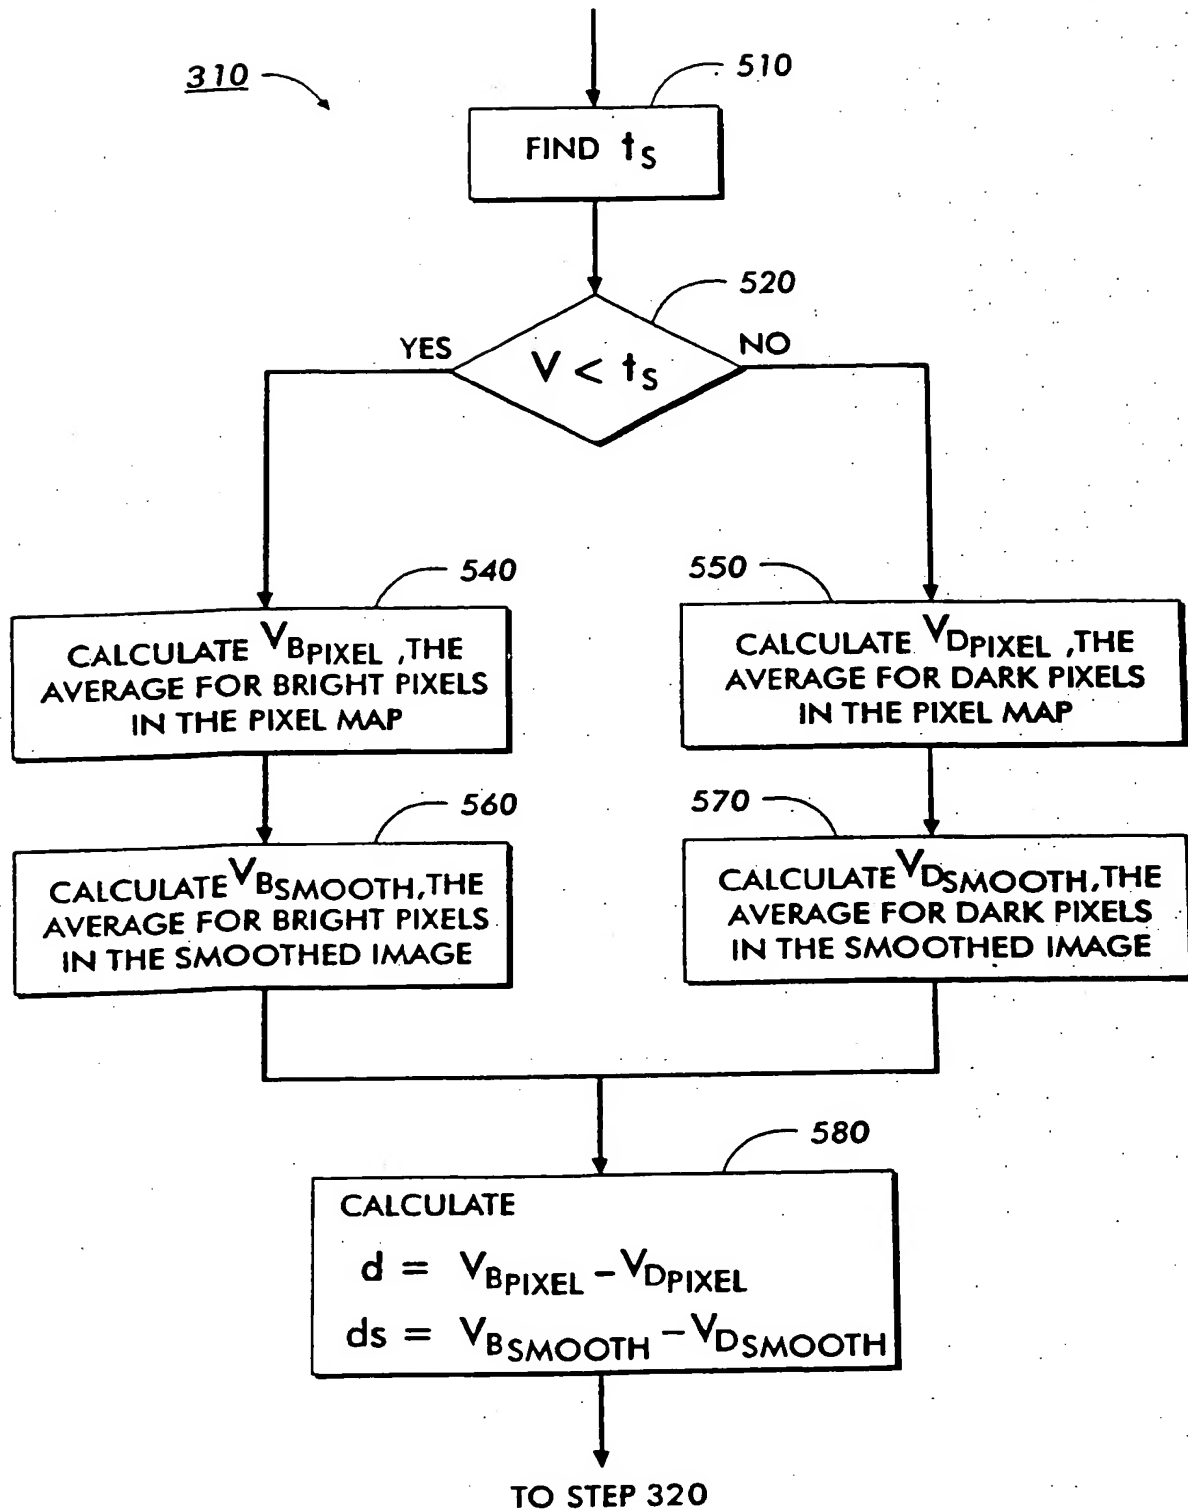 310
510
FIND tS
520
YES
V < tS
NO
540
CALCULATE VBPIXEL ,THE
AVERAGE FOR BRIGHT PIXELS
IN THE PIXEL MAP
550
CALCULATE VDPIXEL ,THE
AVERAGE FOR DARK PIXELS
IN THE PIXEL MAP
560
CALCULATE VBSMOOTH,THE
AVERAGE FOR BRIGHT PIXELS
IN THE SMOOTHED IMAGE
570
CALCULATE VDSMOOTH,THE
AVERAGE FOR DARK PIXELS
IN THE SMOOTHED IMAGE
580
CALCULATE
d = VBPIXEL – VDPIXEL
ds = VBSMOOTH – VDSMOOTH
TO STEP 320